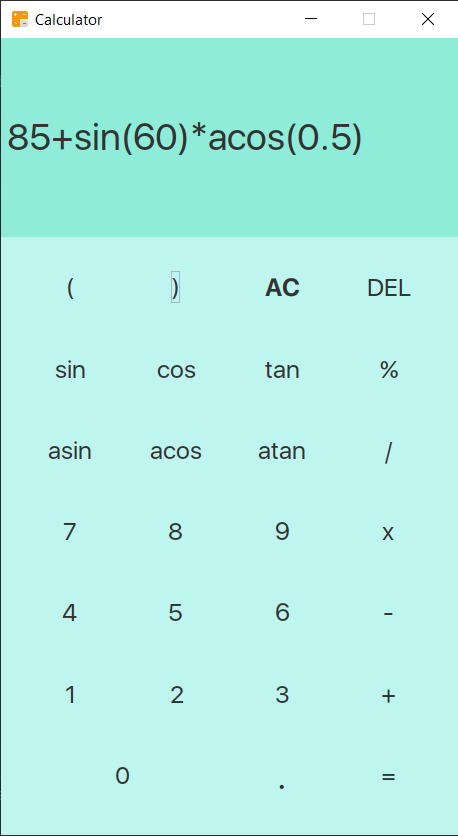 Calculator
85+sin(60)*acos(0.5)
( ) AC DEL
sin cos tan %
asin acos atan /
7 8 9 x
4 5 6 -
1 2 3 +
0 . =